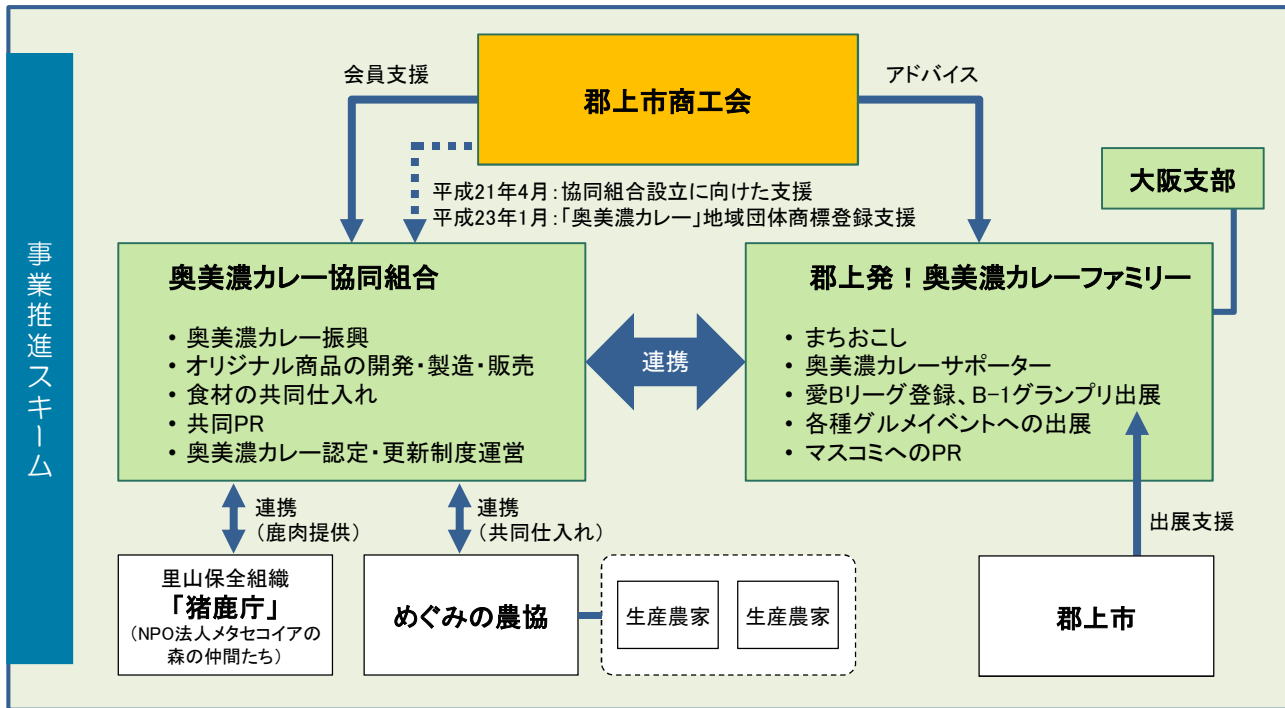 事業推進スキーム
会員支援
郡上市商工会
アドバイス
大阪支部
平成21年4月：協同組合設立に向けた支援
平成23年1月：「奥美濃カレー」地域団体商標登録支援
奥美濃カレー協同組合
・ 奥美濃カレー振興
・ オリジナル商品の開発・製造・販売
・ 食材の共同仕入れ
・ 共同PR
・ 奥美濃カレー認定・更新制度運営
連携
郡上発！奥美濃カレーファミリー
・ まちおこし
・ 奥美濃カレーサポーター
・ 愛Bリーグ登録、B-1グランプリ出展
・ 各種グルメイベントへの出展
・ マスコミへのPR
連携
（鹿肉提供）
連携
（共同仕入れ）
出展支援
里山保全組織
「猪鹿庁」
（NPO法人メタセコイアの
森の仲間たち）
めぐみの農協
生産農家
生産農家
郡上市